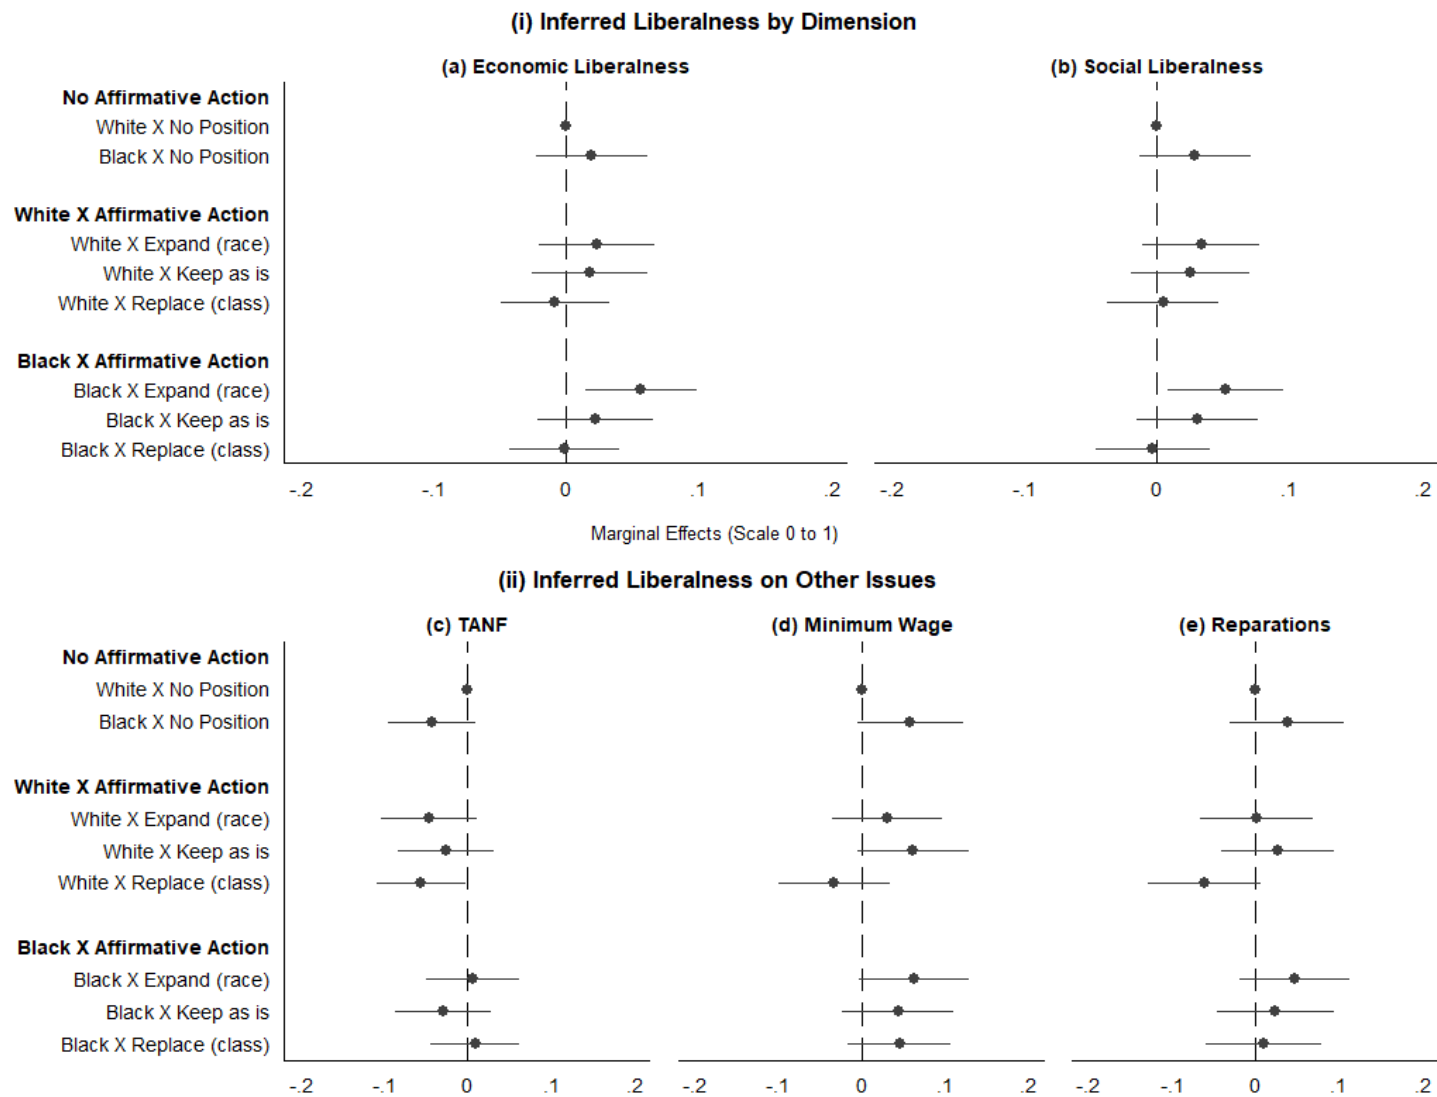 (i) Inferred Liberalness by Dimension
(a) Economic Liberalness
(b) Social Liberalness
No Affirmative Action
White X No Position
Black X No Position
White X Affirmative Action
White X Expand (race)
White X Keep as is
White X Replace (class)
Black X Affirmative Action
Black X Expand (race)
Black X Keep as is
Black X Replace (class)
-.2 -.1 0 .1 .2
-.2 -.1 0 .1 .2
Marginal Effects (Scale 0 to 1)
(ii) Inferred Liberalness on Other Issues
(c) TANF
(d) Minimum Wage
(e) Reparations
No Affirmative Action
White X No Position
Black X No Position
White X Affirmative Action
White X Expand (race)
White X Keep as is
White X Replace (class)
Black X Affirmative Action
Black X Expand (race)
Black X Keep as is
Black X Replace (class)
-.2 -.1 0 .1 .2
-.2 -.1 0 .1 .2
-.2 -.1 0 .1 .2